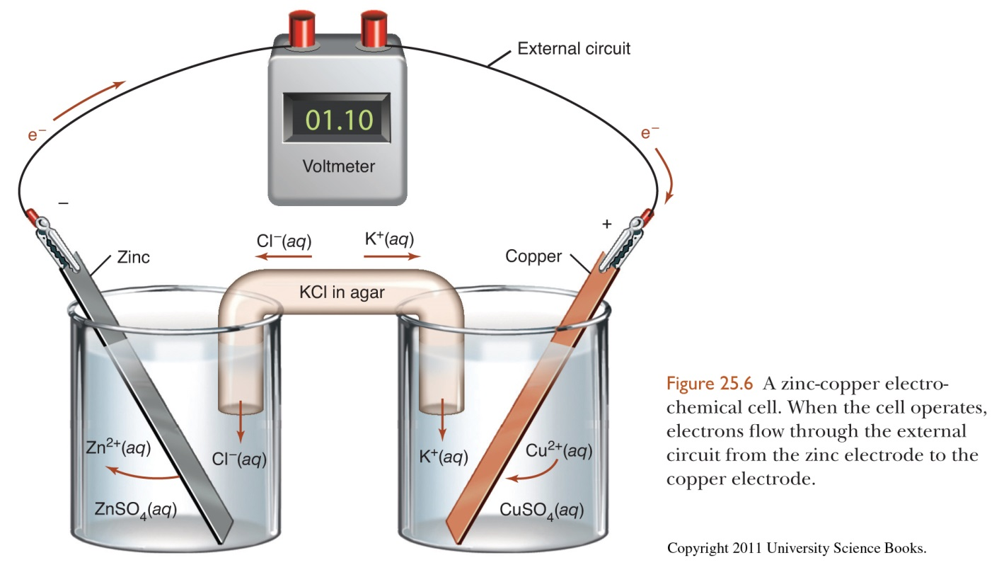 External circuit
01.10
Voltmeter
e⁻
e⁻
−
+
Cl⁻(aq)
K⁺(aq)
Zinc
Copper
KCl in agar
Zn²⁺(aq)
Cl⁻(aq)
K⁺(aq)
Cu²⁺(aq)
ZnSO₄(aq)
CuSO₄(aq)
Figure 25.6 A zinc-copper electro-
chemical cell. When the cell operates,
electrons flow through the external
circuit from the zinc electrode to the
copper electrode.
Copyright 2011 University Science Books.